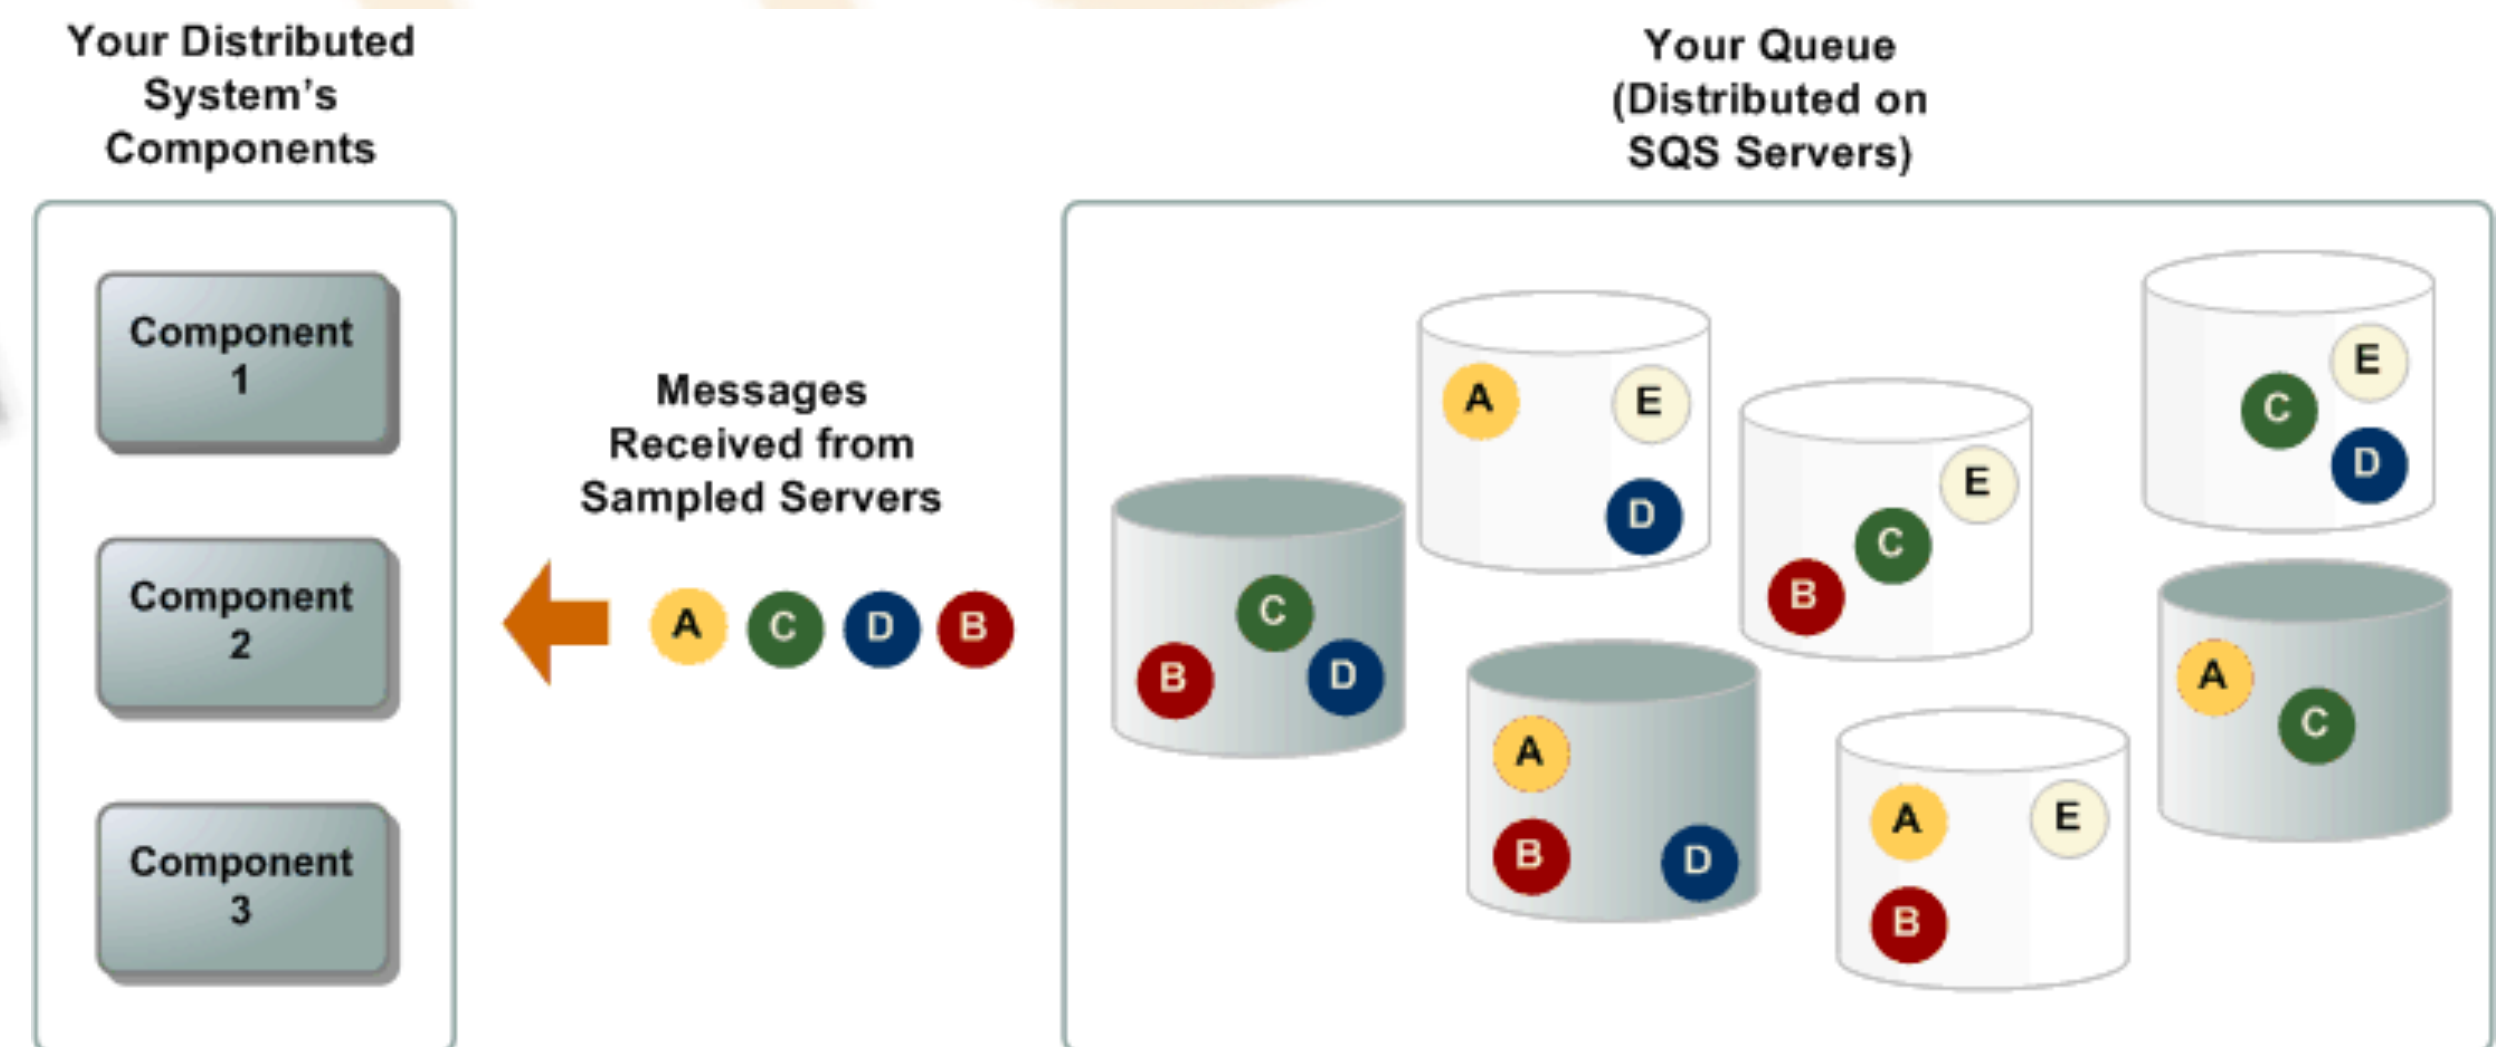 Your Distributed
System's
Components
Component
1
Component
2
Component
3
Messages
Received from
Sampled Servers
A C D B
Your Queue
(Distributed on
SQS Servers)
C
B
D
A
E
D
E
C
B
E
C
D
A
B
D
A
E
B
A
C